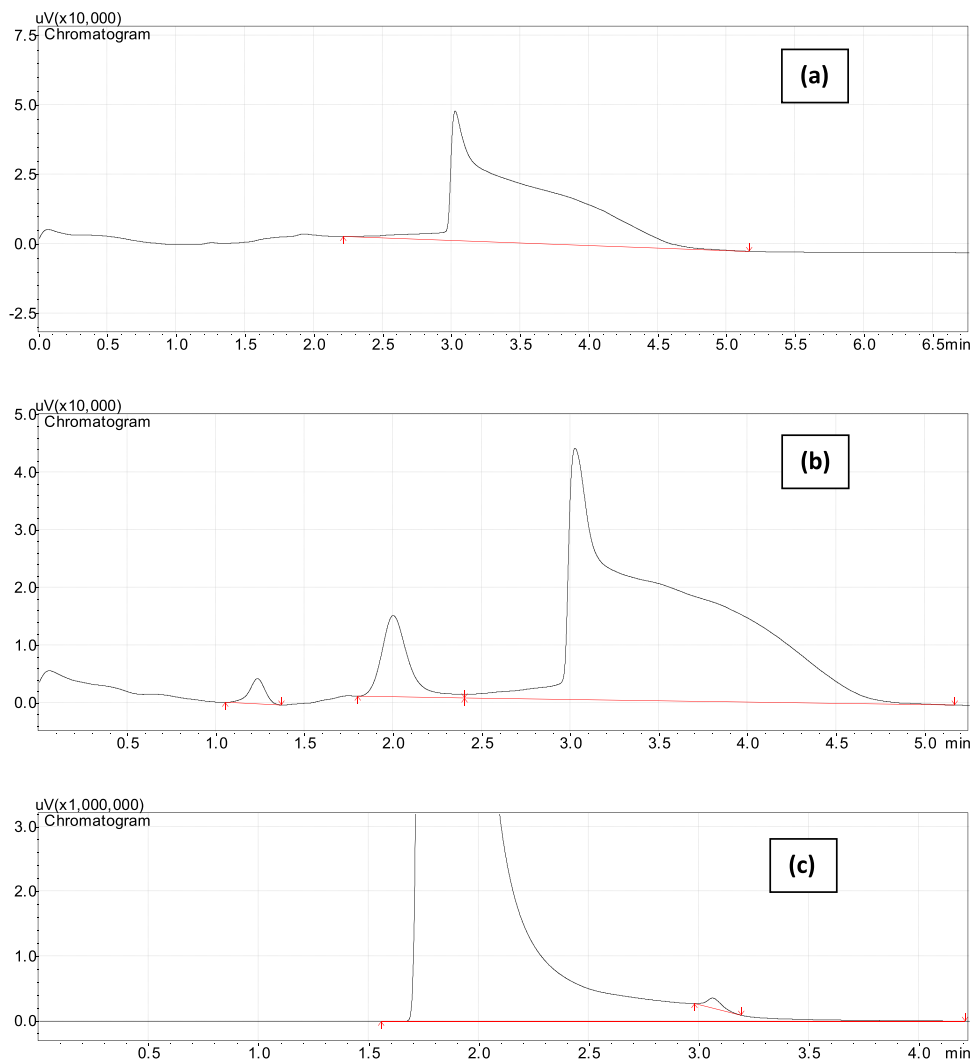 uV(x10,000)
Chromatogram
7.5
(a)
5.0
2.5
0.0
-2.5
0.0 0.5 1.0 1.5 2.0 2.5 3.0 3.5 4.0 4.5 5.0 5.5 6.0 6.5min
uV(x10,000)
5.0
Chromatogram
(b)
4.0
3.0
2.0
1.0
0.0
0.5 1.0 1.5 2.0 2.5 3.0 3.5 4.0 4.5 5.0 min
uV(x1,000,000)
Chromatogram
3.0
(c)
2.0
1.0
0.0
0.5 1.0 1.5 2.0 2.5 3.0 3.5 4.0 min